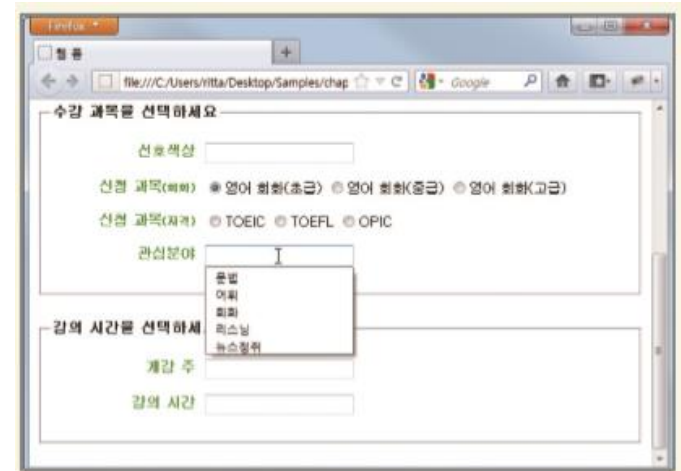 Firefox
웹 폼
file:///C:/Users/ritta/Desktop/Samples/chap
Google
수강 과목을 선택하세요
선호색상
신청 과목(회화) 영어 회화(초급) 영어 회화(중급) 영어 회화(고급)
신청 과목(자격) TOEIC TOEFL OPIC
관심분야
문법
어휘
회화
리스닝
뉴스청취
강의 시간을 선택하세
개강 주
강의 시간